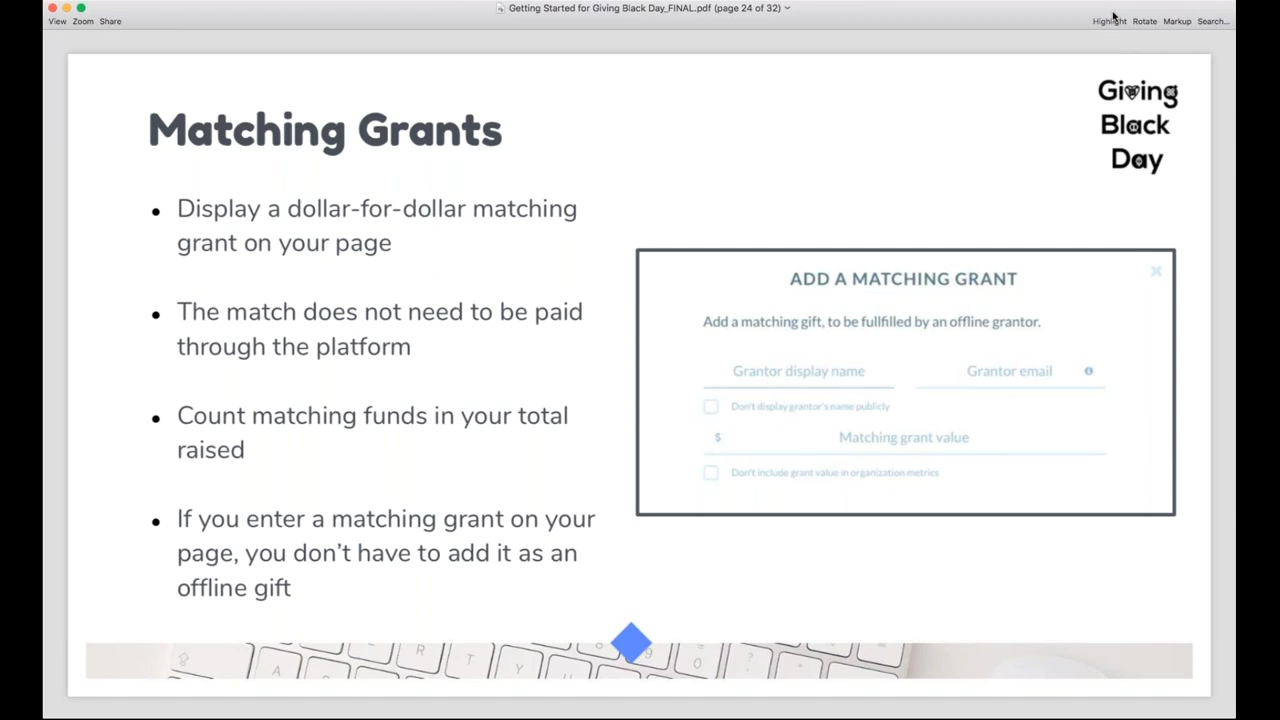 Getting Started for Giving Black Day_FINAL.pdf (page 24 of 32)
View Zoom Share
Highlight Rotate Markup Search...
Giving
Black
Day
Matching Grants
• Display a dollar-for-dollar matching
grant on your page
• The match does not need to be paid
through the platform
• Count matching funds in your total
raised
• If you enter a matching grant on your
page, you don't have to add it as an
offline gift
ADD A MATCHING GRANT
Add a matching gift, to be fullfilled by an offline grantor.
Grantor display name
Grantor email
Don't display grantor's name publicly
$ Matching grant value
Don't include grant value in organization metrics
R T Y U 9 0 ?
A